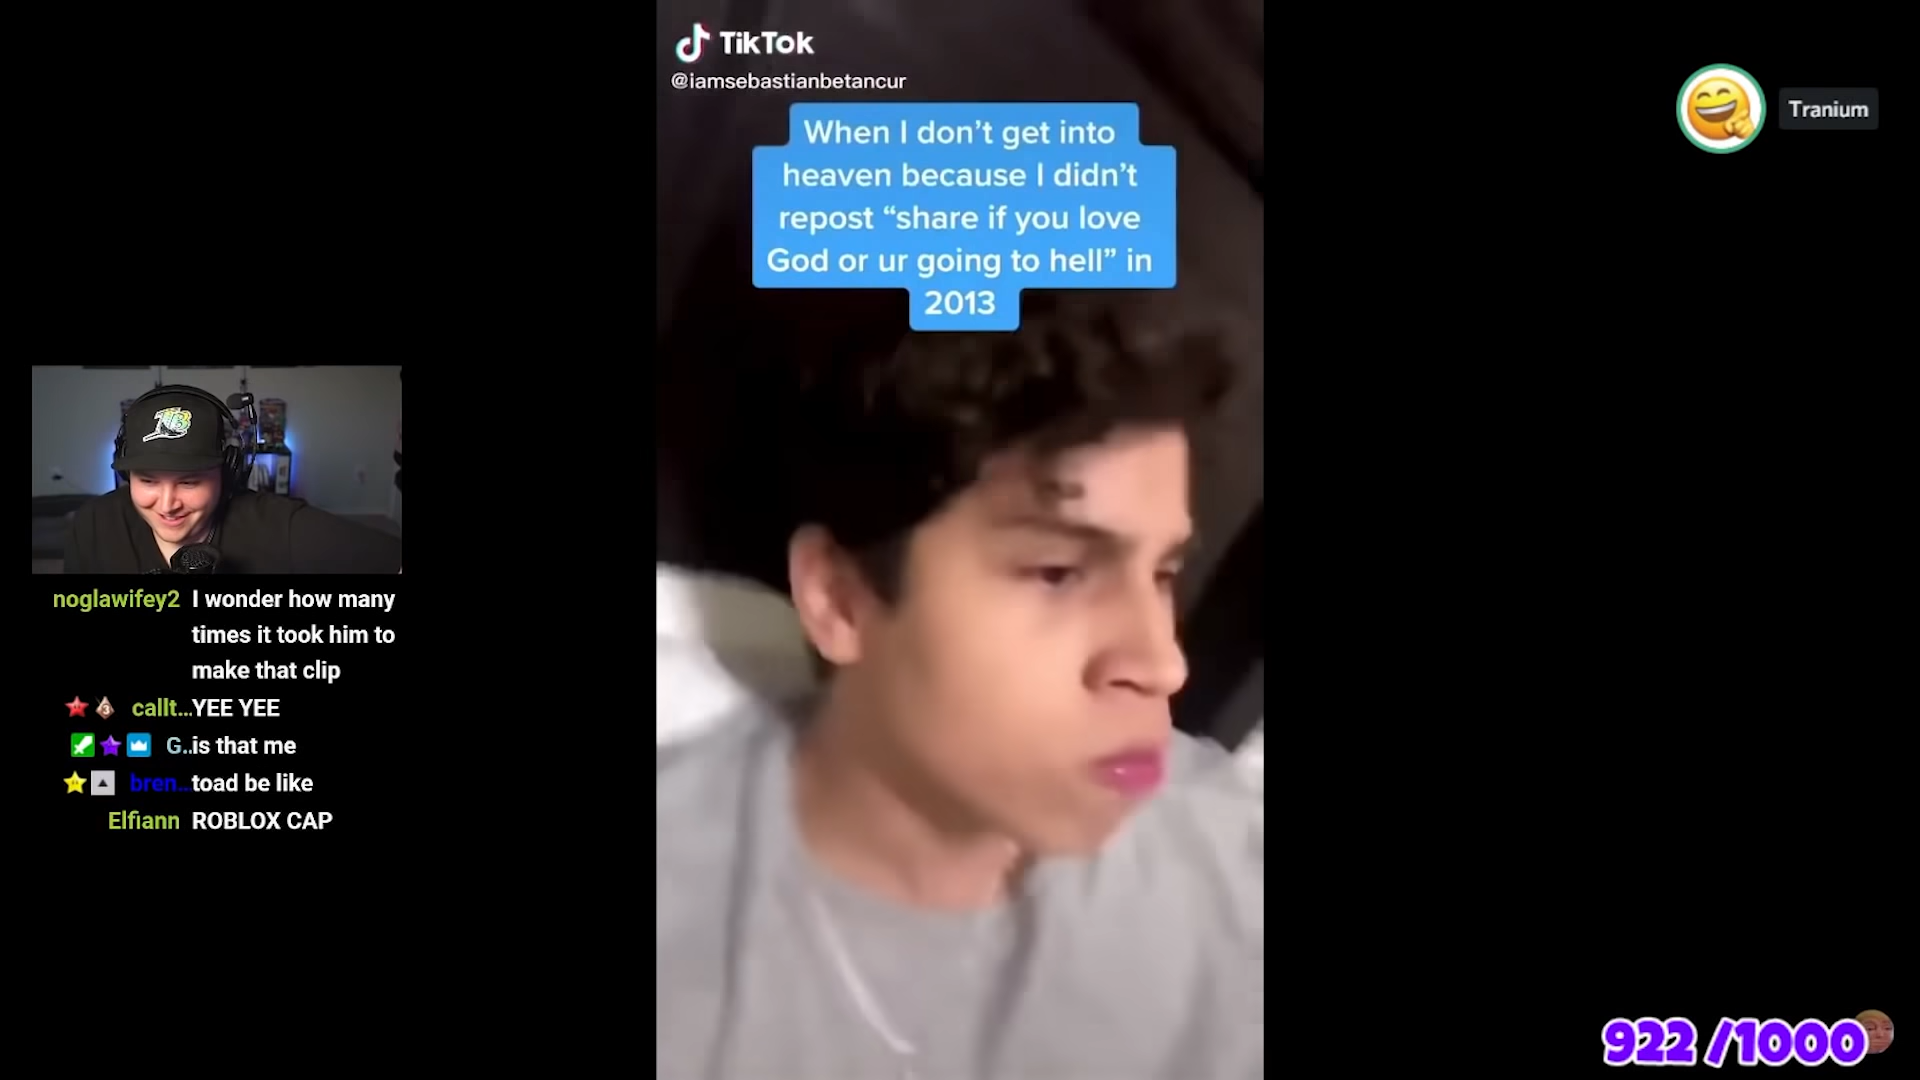 TikTok
@iamsebastianbetancur
When I don’t get into
heaven because I didn’t
repost “share if you love
God or ur going to hell” in
2013
Tranium
TB
noglawifey2 I wonder how many
times it took him to
make that clip
callt...YEE YEE
G..is that me
bren...toad be like
Elfiann ROBLOX CAP
922 /1000